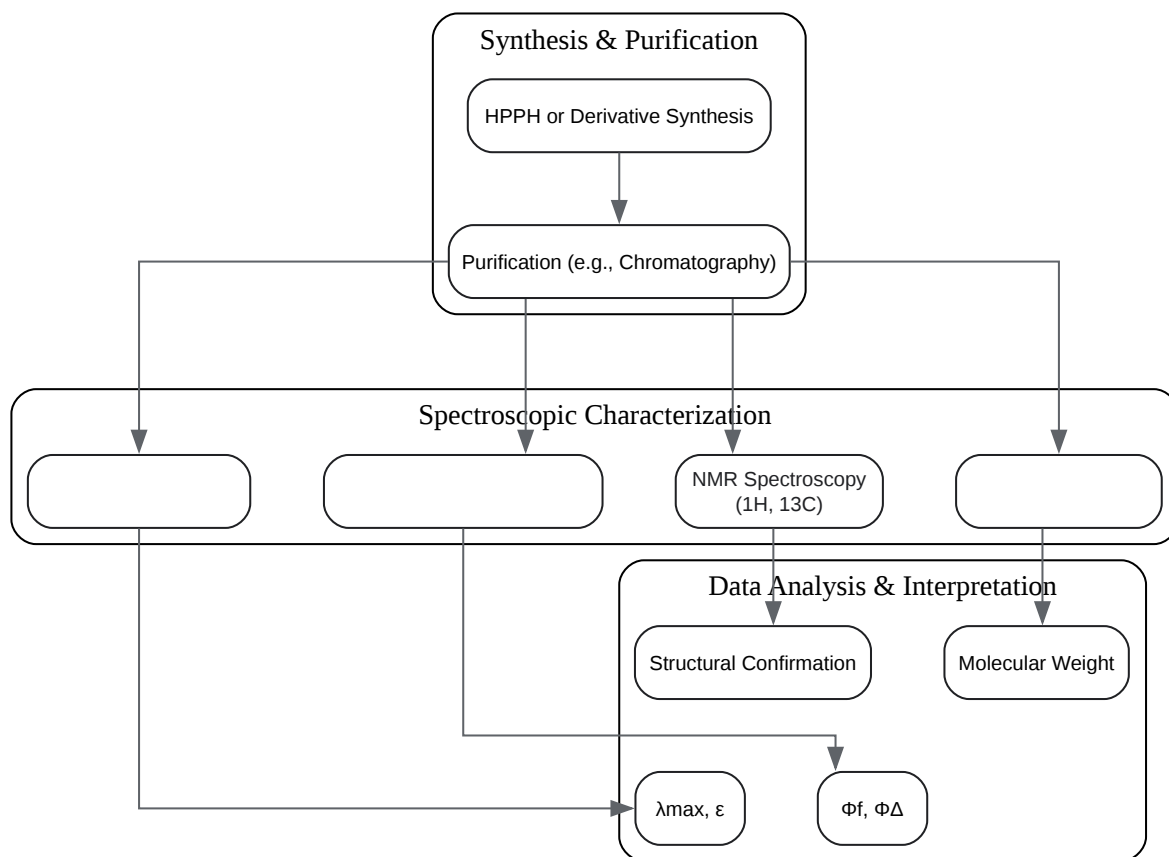 Synthesis & Purification
HPPH or Derivative Synthesis
Purification (e.g., Chromatography)
Spectroscopic Characterization
NMR Spectroscopy
(1H, 13C)
Data Analysis & Interpretation
Structural Confirmation
Molecular Weight
λmax, ε
Φf, ΦΔ